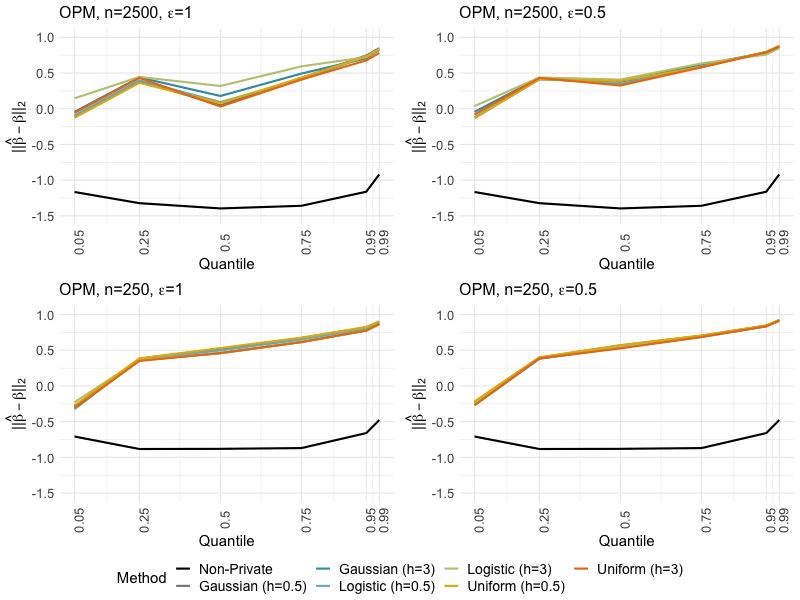 OPM, n=2500, ε=1
1.0
0.5
0.0
-0.5
-1.0
-1.5
||β̂ − β||₂
0.05
0.25
0.5
0.75
0.95
0.99
Quantile
OPM, n=2500, ε=0.5
1.0
0.5
0.0
-0.5
-1.0
-1.5
||β̂ − β||₂
0.05
0.25
0.5
0.75
0.95
0.99
Quantile
OPM, n=250, ε=1
1.0
0.5
0.0
-0.5
-1.0
-1.5
||β̂ − β||₂
0.05
0.25
0.5
0.75
0.95
0.99
Quantile
OPM, n=250, ε=0.5
1.0
0.5
0.0
-0.5
-1.0
-1.5
||β̂ − β||₂
0.05
0.25
0.5
0.75
0.95
0.99
Quantile
Method
Non-Private
Gaussian (h=0.5)
Gaussian (h=3)
Logistic (h=0.5)
Logistic (h=3)
Uniform (h=0.5)
Uniform (h=3)